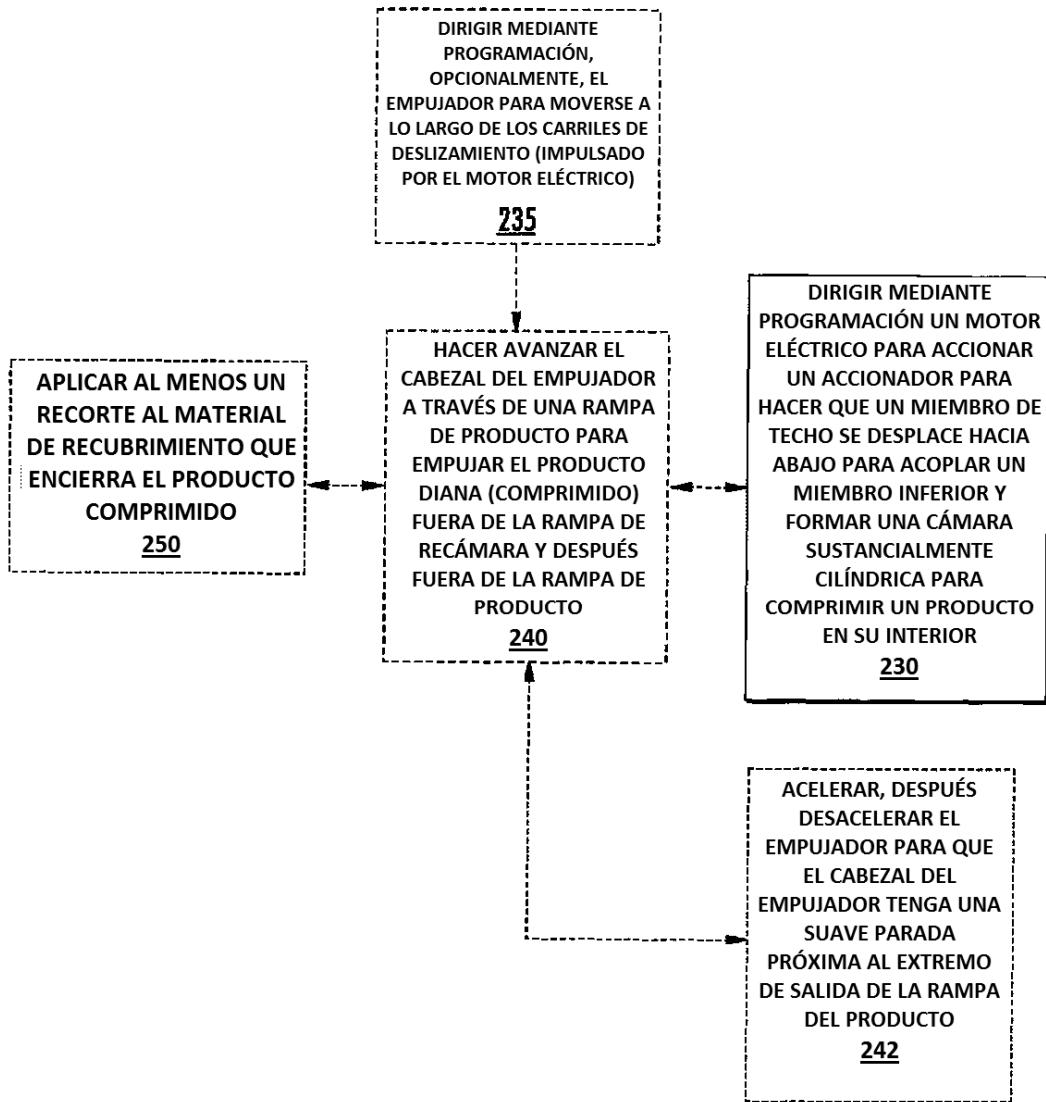 DIRIGIR MEDIANTE
PROGRAMACIÓN,
OPCIONALMENTE, EL
EMPUJADOR PARA MOVERSE A
LO LARGO DE LOS CARRILES DE
DESLIZAMIENTO (IMPULSADO
POR EL MOTOR ELÉCTRICO)
235
APLICAR AL MENOS UN
RECORTE AL MATERIAL
DE RECUBRIMIENTO QUE
ENCIERRA EL PRODUCTO
COMPRIMIDO
250
HACER AVANZAR EL
CABEZAL DEL EMPUJADOR
A TRAVÉS DE UNA RAMPA
DE PRODUCTO PARA
EMPUJAR EL PRODUCTO
DIANA (COMPRIMIDO)
FUERA DE LA RAMPA DE
RECÁMARA Y DESPUÉS
FUERA DE LA RAMPA DE
PRODUCTO
240
DIRIGIR MEDIANTE
PROGRAMACIÓN UN MOTOR
ELÉCTRICO PARA ACCIONAR
UN ACCIONADOR PARA
HACER QUE UN MIEMBRO DE
TECHO SE DESPLACE HACIA
ABAJO PARA ACOPLAR UN
MIEMBRO INFERIOR Y
FORMAR UNA CÁMARA
SUSTANCIALMENTE
CILÍNDRICA PARA
COMPRIMIR UN PRODUCTO
EN SU INTERIOR
230
ACELERAR, DESPUÉS
DESACELERAR EL
EMPUJADOR PARA QUE
EL CABEZAL DEL
EMPUJADOR TENGA UNA
SUAVE PARADA
PRÓXIMA AL EXTREMO
DE SALIDA DE LA RAMPA
DEL PRODUCTO
242